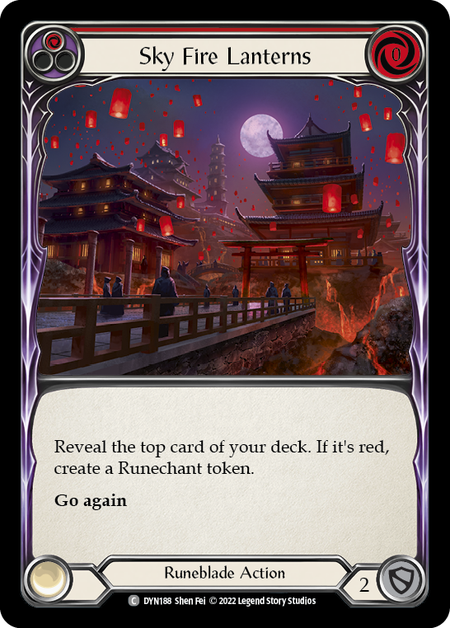 Sky Fire Lanterns
0
Reveal the top card of your deck. If it's red,
create a Runechant token.
Go again
Runeblade Action
2
C DYN188 Shen Fei © 2022 Legend Story Studios